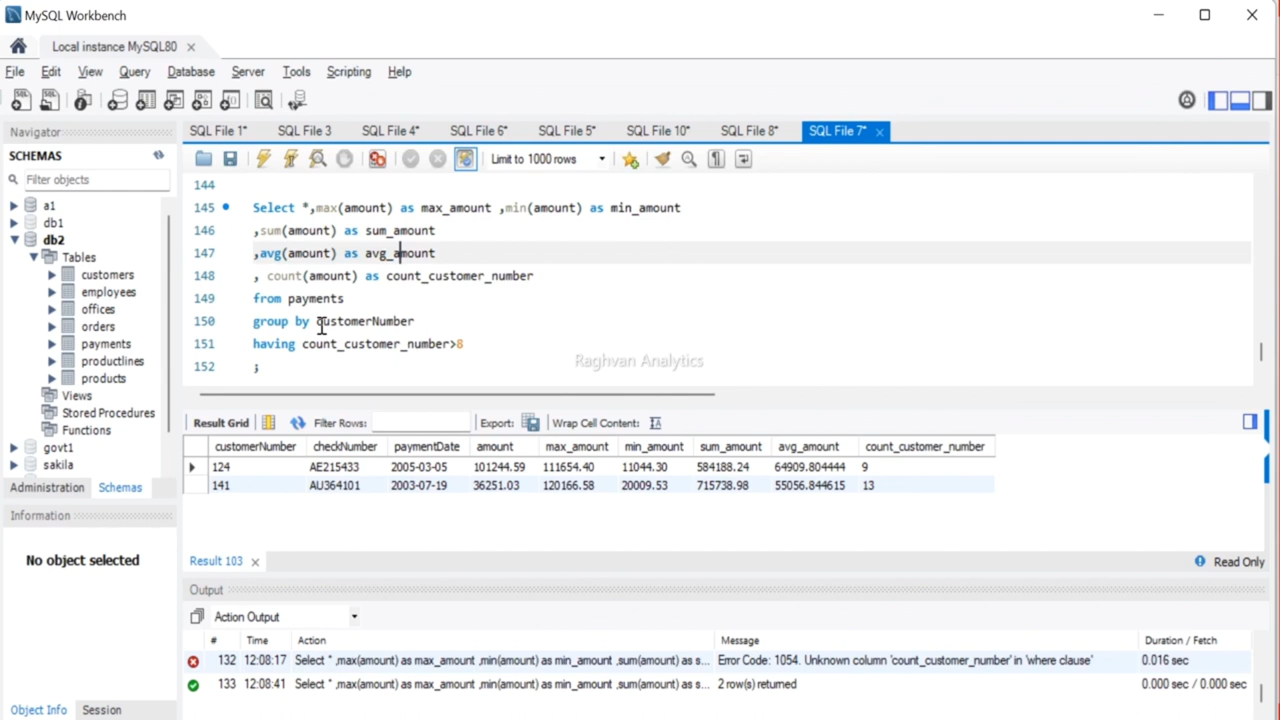 MySQL Workbench
Local instance MySQL80
File Edit View Query Database Server Tools Scripting Help
Navigator
SCHEMAS
Filter objects
a1
db1
db2
Tables
customers
employees
offices
orders
payments
productlines
products
Views
Stored Procedures
Functions
govt1
sakila
Administration Schemas
Information
No object selected
Object Info Session
SQL File 1* SQL File 3 SQL File 4* SQL File 6* SQL File 5* SQL File 10* SQL File 8* SQL File 7*
Limit to 1000 rows
144
145 Select *,max(amount) as max_amount ,min(amount) as min_amount
146 ,sum(amount) as sum_amount
147 ,avg(amount) as avg_amount
148 , count(amount) as count_customer_number
149 from payments
150 group by customerNumber
151 having count_customer_number>8
152 ;
Raghvan Analytics
Result Grid Filter Rows: Export: Wrap Cell Content:
customerNumber checkNumber paymentDate amount max_amount min_amount sum_amount avg_amount count_customer_number
124 AE215433 2005-03-05 101244.59 111654.40 11044.30 584188.24 64909.804444 9
141 AU364101 2003-07-19 36251.03 120166.58 20009.53 715738.98 55056.844615 13
Result 103 Read Only
Output
Action Output
# Time Action Message Duration / Fetch
132 12:08:17 Select * ,max(amount) as max_amount ,min(amount) as min_amount ,sum(amount) as s... Error Code: 1054. Unknown column 'count_customer_number' in 'where clause' 0.016 sec
133 12:08:41 Select * ,max(amount) as max_amount ,min(amount) as min_amount ,sum(amount) as s... 2 row(s) returned 0.000 sec / 0.000 sec